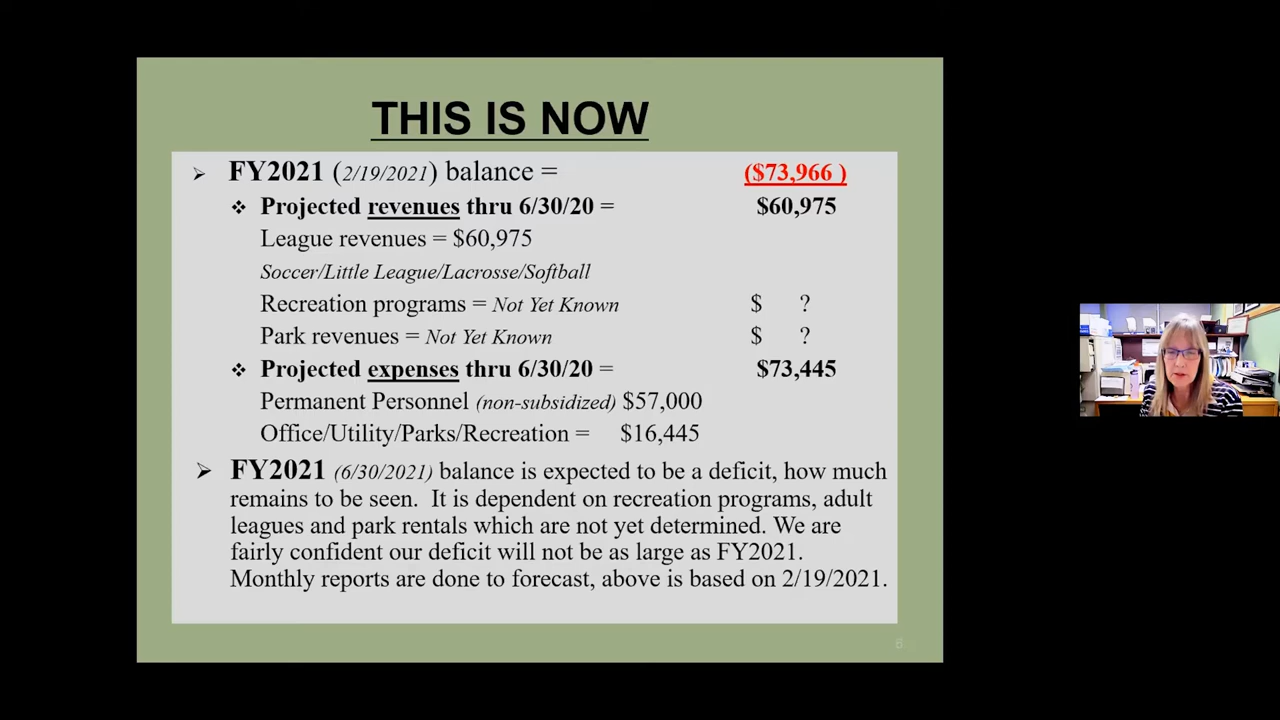 THIS IS NOW
FY2021 (2/19/2021) balance = ($73,966 )
Projected revenues thru 6/30/20 = $60,975
League revenues = $60,975
Soccer/Little League/Lacrosse/Softball
Recreation programs = Not Yet Known $ ?
Park revenues = Not Yet Known $ ?
Projected expenses thru 6/30/20 = $73,445
Permanent Personnel (non-subsidized) $57,000
Office/Utility/Parks/Recreation = $16,445
FY2021 (6/30/2021) balance is expected to be a deficit, how much
remains to be seen. It is dependent on recreation programs, adult
leagues and park rentals which are not yet determined. We are
fairly confident our deficit will not be as large as FY2021.
Monthly reports are done to forecast, above is based on 2/19/2021.